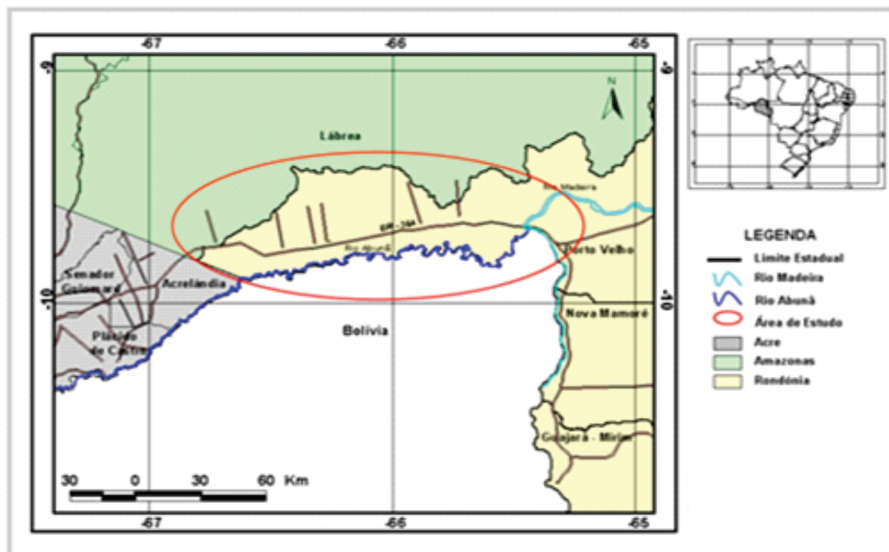 -67
-66
-65
-9
-9
N
Lábrea
Rio Madeira
BR-364
Rio Abunã
Porto Velho
Senador
Guiomard
Acrelândia
-10
-10
Plácido
de Castro
Bolívia
Nova Mamoré
Guajará - Mirim
30 0 30 60 Km
-67
-66
-65
LEGENDA
Limite Estadual
Rio Madeira
Rio Abunã
Área de Estudo
Acre
Amazonas
Rondônia